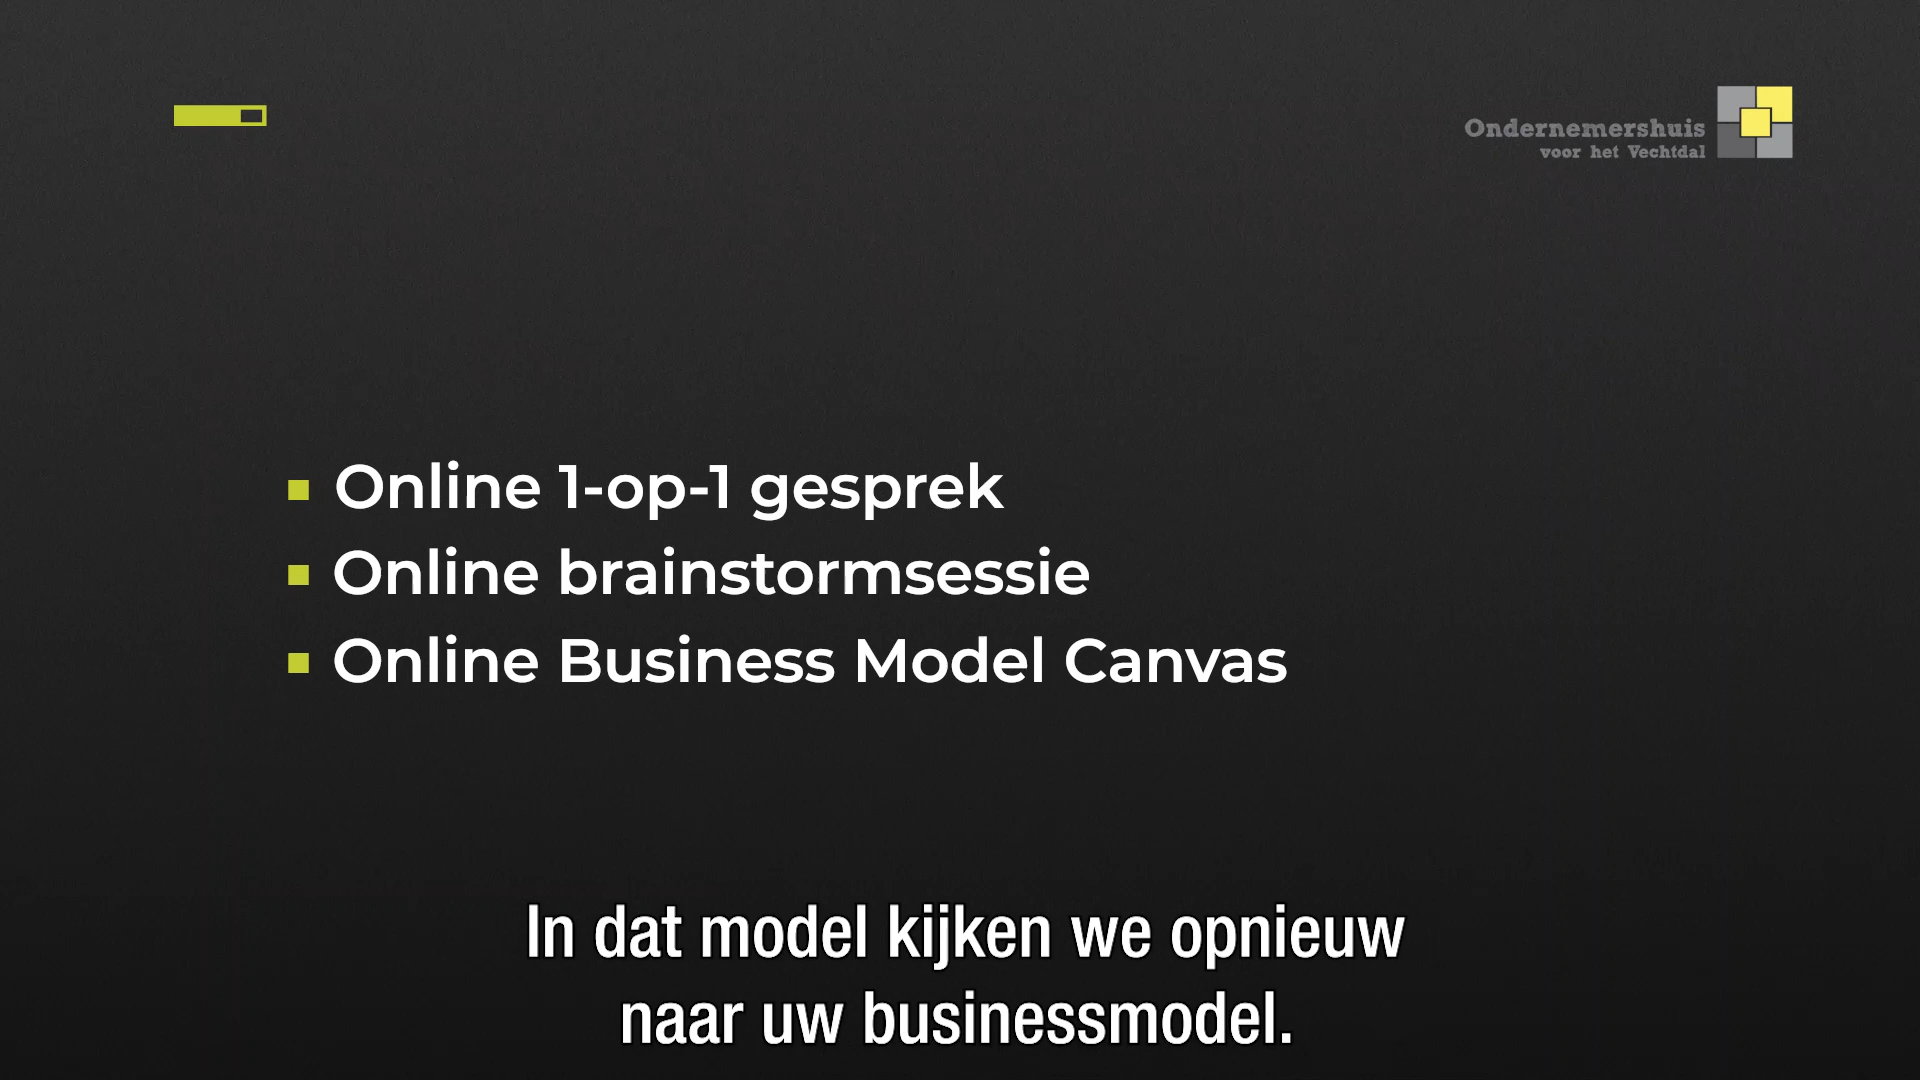 Ondernemershuis
voor het Vechtdal
Online 1-op-1 gesprek
Online brainstormsessie
Online Business Model Canvas
In dat model kijken we opnieuw
naar uw businessmodel.